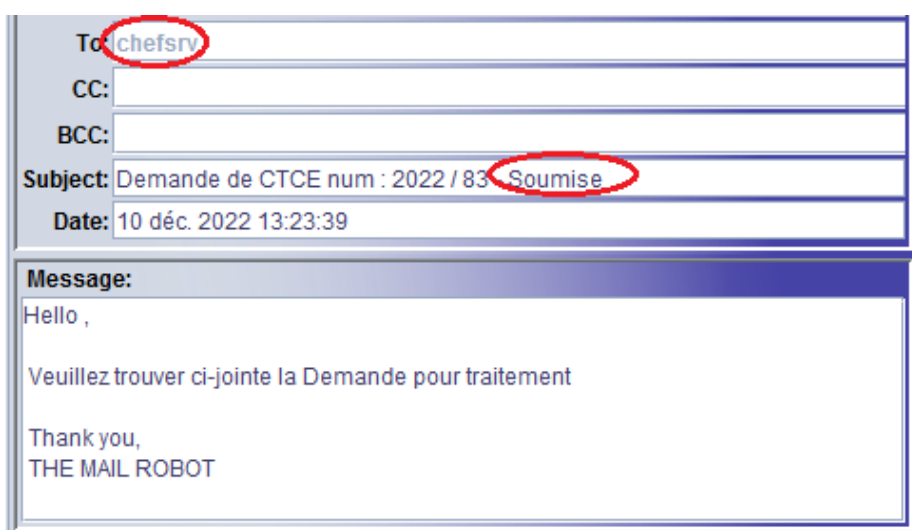 To: chefsrv
CC:
BCC:
Subject: Demande de CTCE num : 2022 / 83 Soumise
Date: 10 déc. 2022 13:23:39
Message:
Hello ,
Veuillez trouver ci-jointe la Demande pour traitement
Thank you,
THE MAIL ROBOT